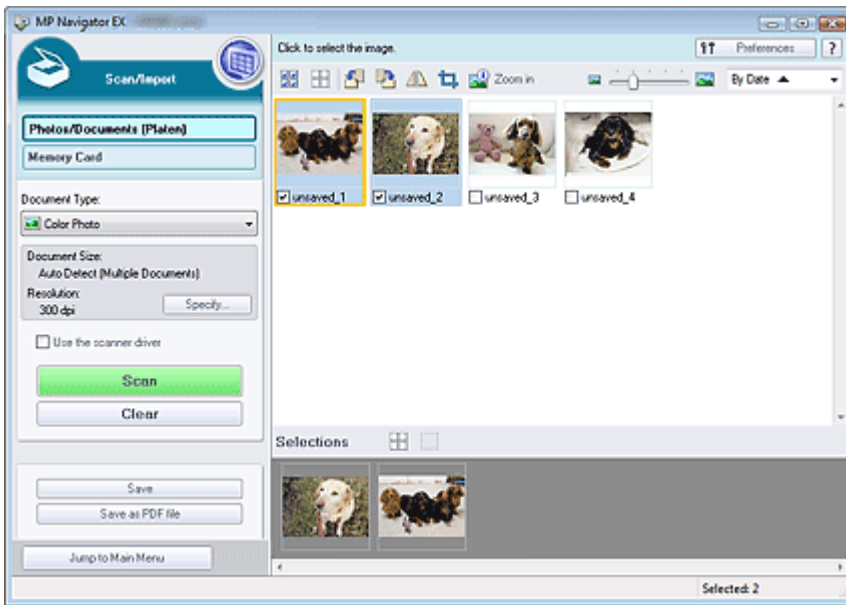 MP Navigator EX
Scan/Import
Photos/Documents (Platen)
Memory Card
Document Type:
Color Photo
Document Size:
Auto Detect (Multiple Documents)
Resolution:
300 dpi
Specify...
Use the scanner driver
Scan
Clear
Save
Save as PDF file
Jump to Main Menu
Click to select the image.
Preferences
?
Zoom in
By Date
unsaved_1
unsaved_2
unsaved_3
unsaved_4
Selections
Selected: 2